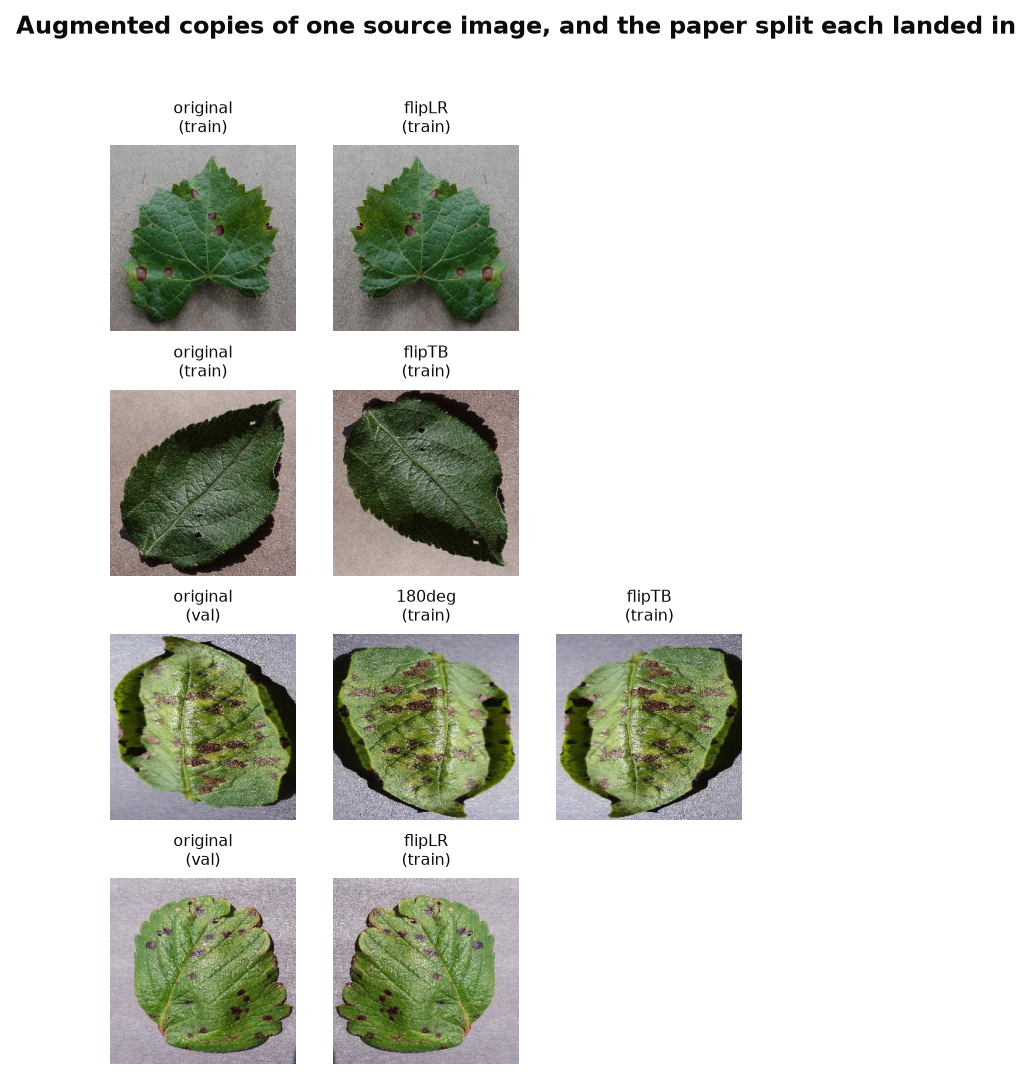 Augmented copies of one source image, and the paper split each landed in
original
(train)
flipLR
(train)
original
(train)
flipTB
(train)
original
(val)
180deg
(train)
flipTB
(train)
original
(val)
flipLR
(train)